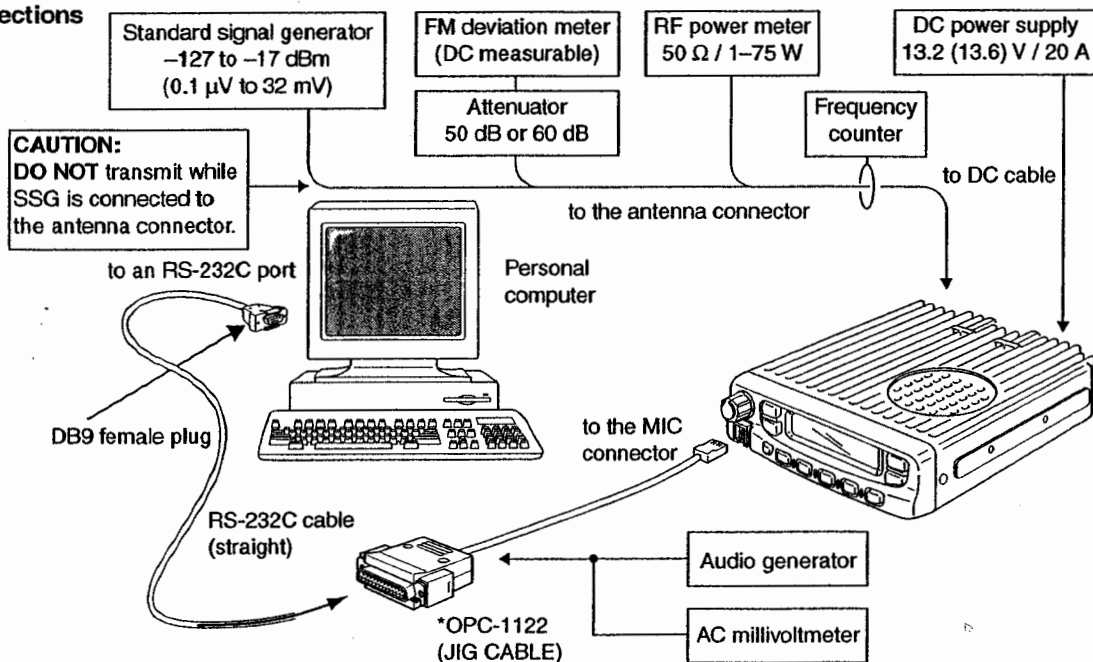 ections
Standard signal generator
–127 to –17 dBm
(0.1 µV to 32 mV)
FM deviation meter
(DC measurable)
RF power meter
50 Ω / 1–75 W
DC power supply
13.2 (13.6) V / 20 A
Attenuator
50 dB or 60 dB
Frequency
counter
CAUTION:
DO NOT transmit while
SSG is connected to
the antenna connector.
to DC cable
to the antenna connector
to an RS-232C port
Personal
computer
DB9 female plug
to the MIC
connector
RS-232C cable
(straight)
Audio generator
*OPC-1122
(JIG CABLE)
AC millivoltmeter